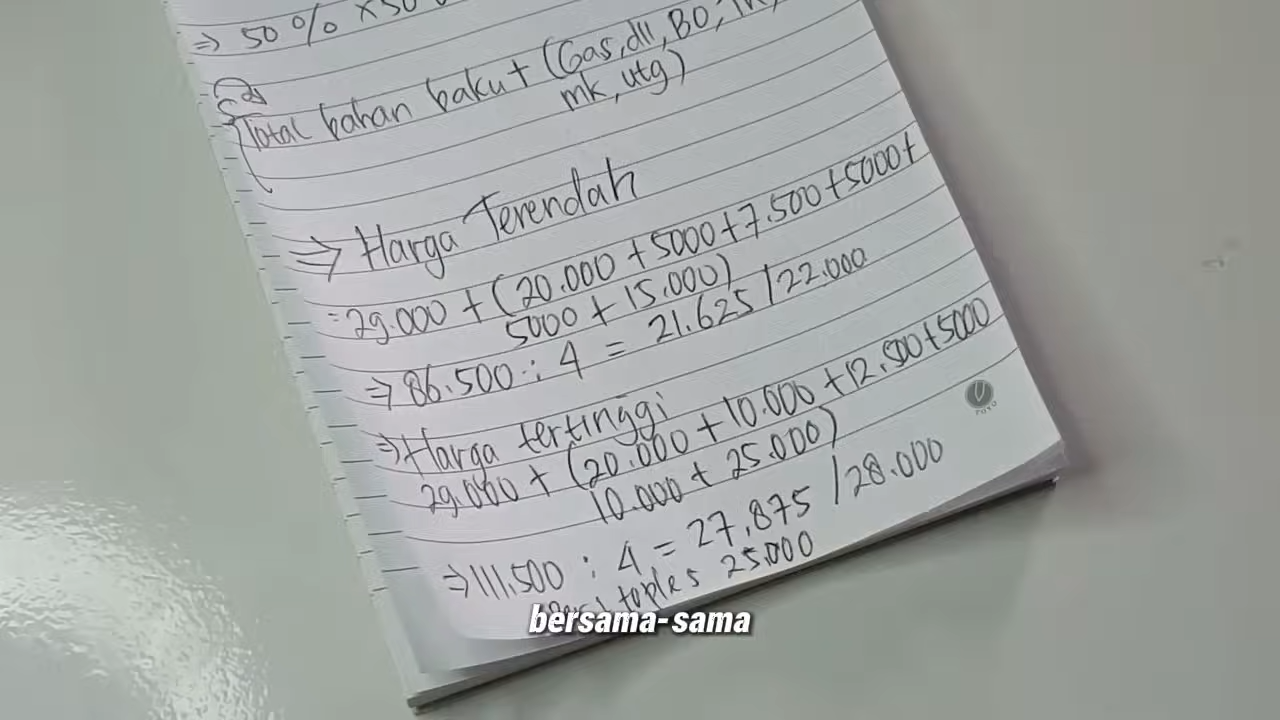 ⇒ 50% x 50
Total bahan baku + (Gas, dll, BO,
mk, utg)
⇒ Harga Terendah
= 29.000 + (20.000 + 5000 + 7.500 + 5000 +
5000 + 15.000)
⇒ 86.500 : 4 = 21.625 / 22.000
⇒ Harga tertinggi
29.000 + (20.000 + 10.000 + 12.500 + 5000
10.000 + 25.000)
⇒ 111.500 : 4 = 27,875 / 28.000
toples 25.000
bersama-sama